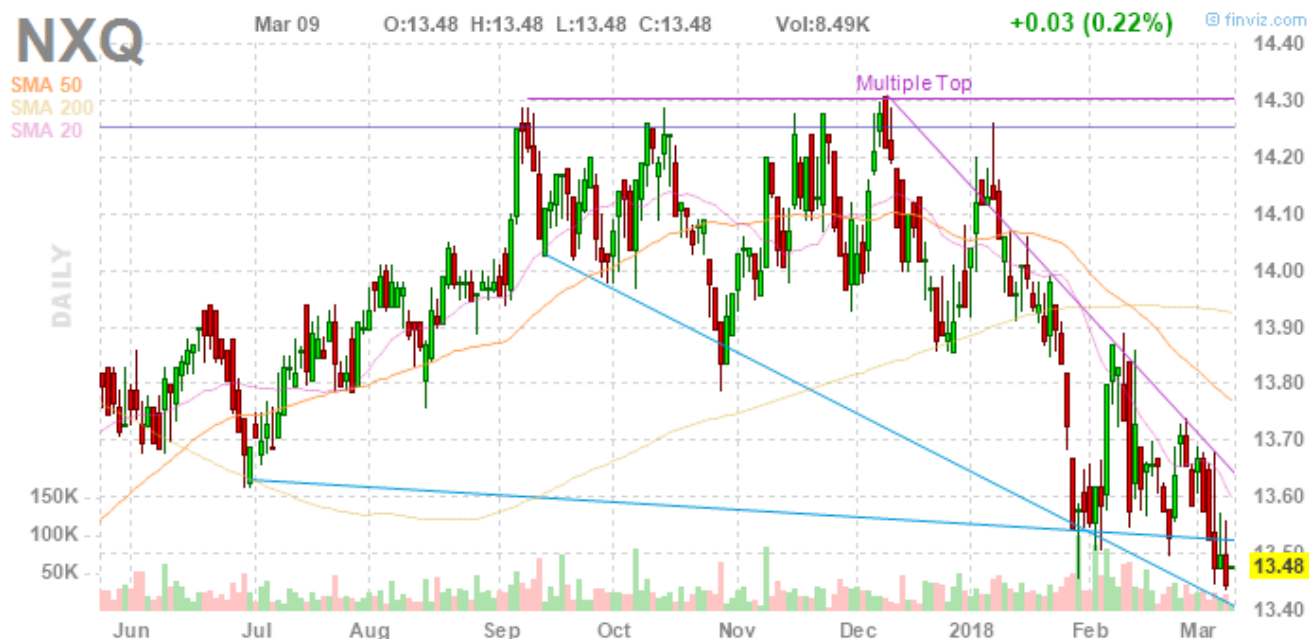 NXQ
Mar 09 O:13.48 H:13.48 L:13.48 C:13.48 Vol:8.49K +0.03 (0.22%) © finviz.com
SMA 50
SMA 200
SMA 20
Multiple Top
DAILY
14.40
14.30
14.20
14.10
14.00
13.90
13.80
13.70
13.60
13.50
13.48
13.40
150K
100K
50K
Jun Jul Aug Sep Oct Nov Dec 2018 Feb Mar